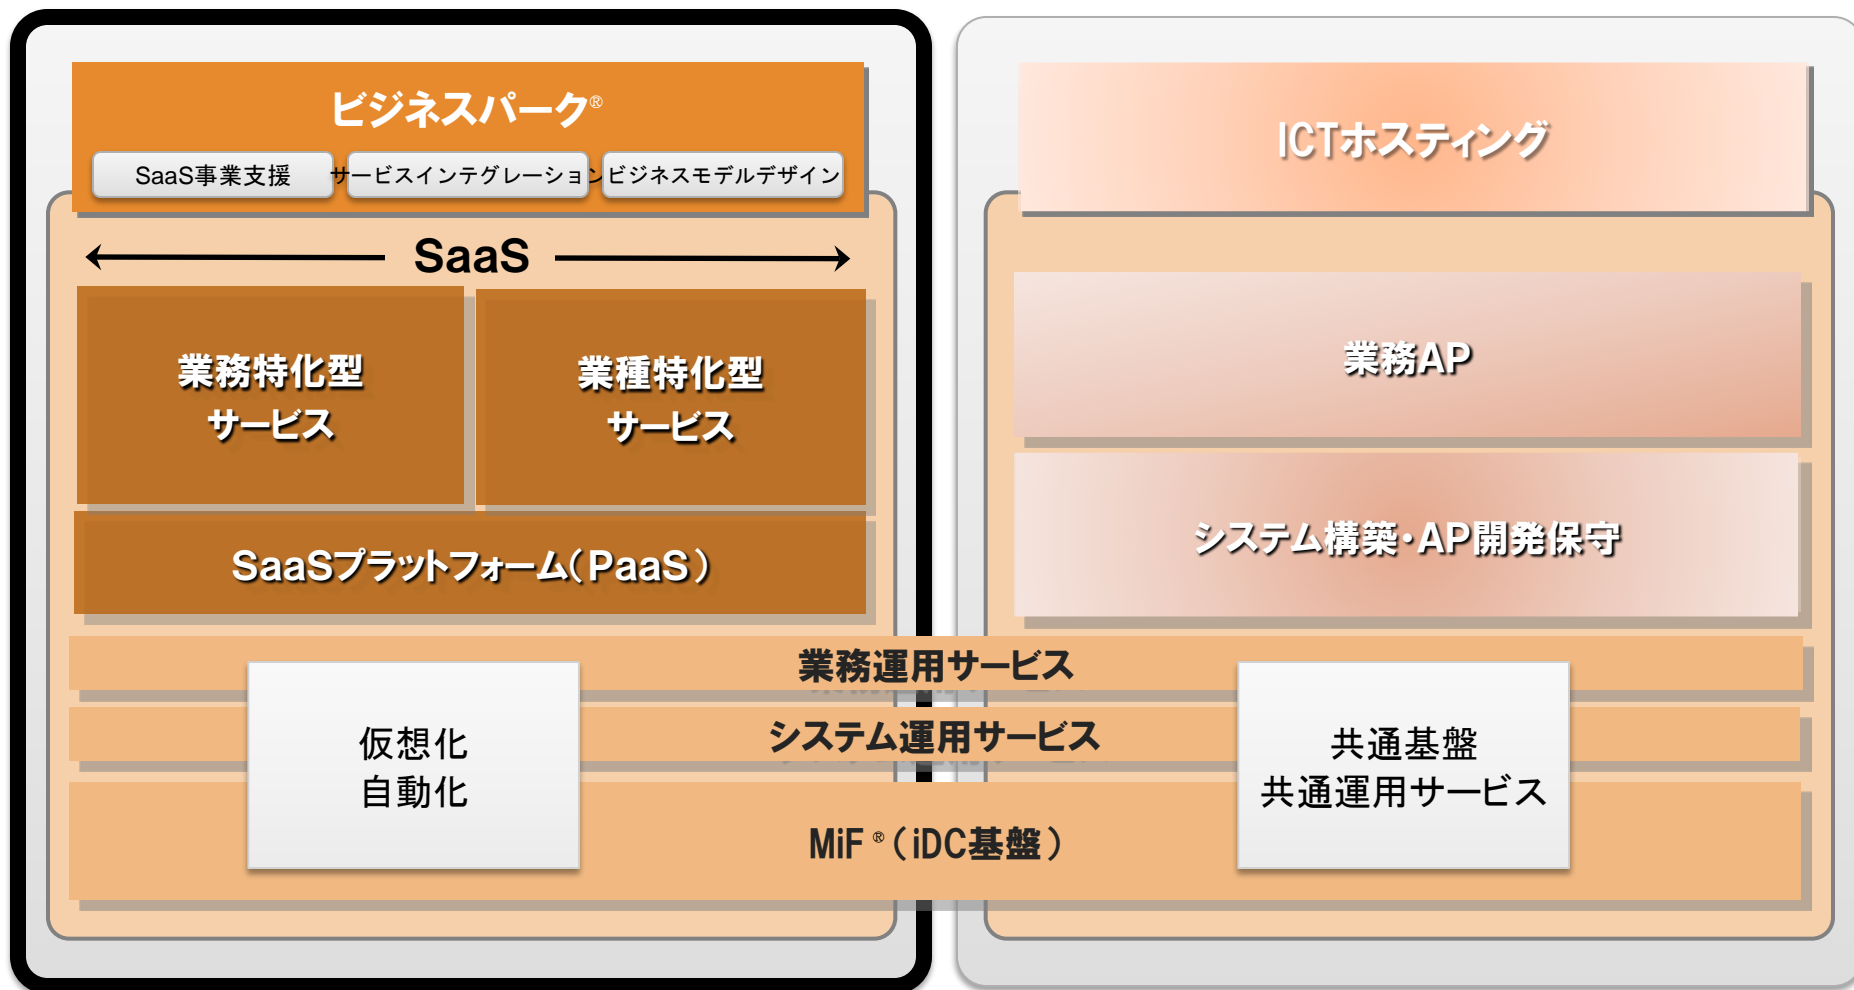 ビジネスパーク®
SaaS事業支援
サービスインテグレーション
ビジネスモデルデザイン
SaaS
業務特化型
サービス
業種特化型
サービス
SaaSプラットフォーム(PaaS)
ICTホスティング
業務AP
システム構築・AP開発保守
業務運用サービス
システム運用サービス
MiF®(iDC基盤)
仮想化
自動化
共通基盤
共通運用サービス